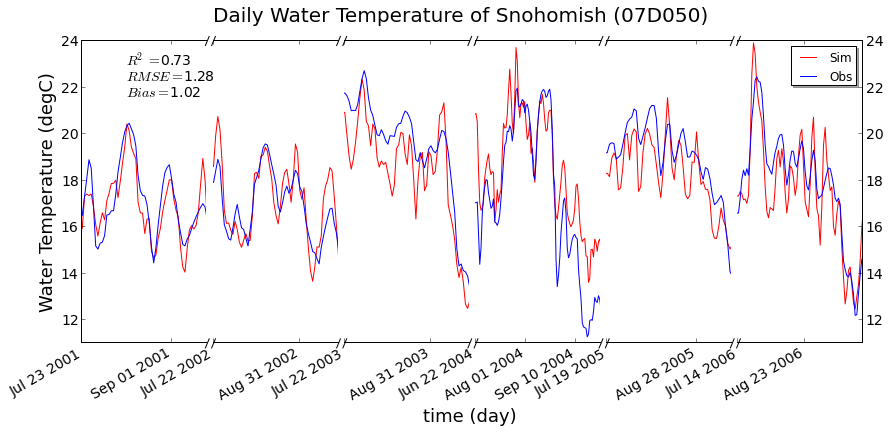 Daily Water Temperature of Snohomish (07D050)
R² =0.73
RMSE=1.28
Bias=1.02
Sim
Obs
Water Temperature (degC)
24
22
20
18
16
14
12
24
22
20
18
16
14
12
Jul 23 2001
Sep 01 2001
Jul 22 2002
Aug 31 2002
Jul 22 2003
Aug 31 2003
Jun 22 2004
Aug 01 2004
Sep 10 2004
Jul 19 2005
Aug 28 2005
Jul 14 2006
Aug 23 2006
time (day)